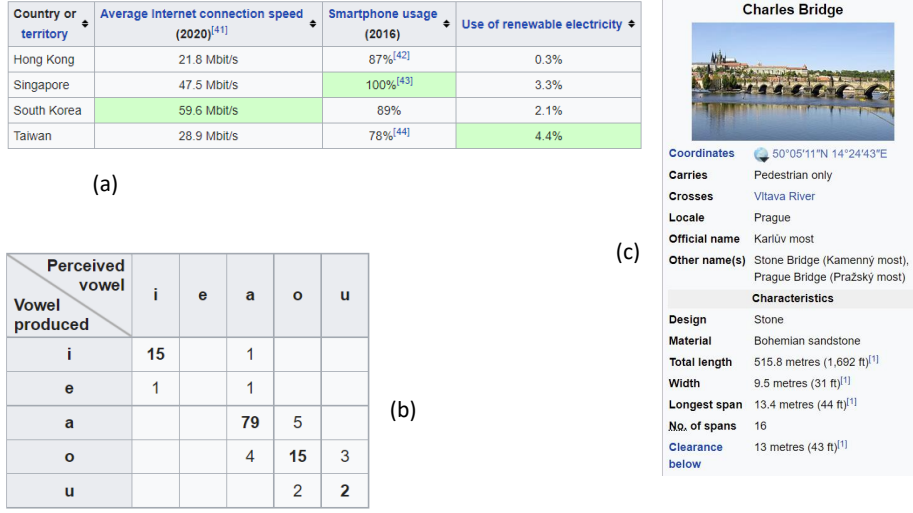 Country or territory Average Internet connection speed (2020)[41] Smartphone usage (2016) Use of renewable electricity
Hong Kong 21.8 Mbit/s 87%[42] 0.3%
Singapore 47.5 Mbit/s 100%[43] 3.3%
South Korea 59.6 Mbit/s 89% 2.1%
Taiwan 28.9 Mbit/s 78%[44] 4.4%
(a)
Perceived vowel
Vowel produced
i e a o u
i 15 1
e 1 1
a 79 5
o 4 15 3
u 2 2
(b)
Charles Bridge
Coordinates 50°05′11″N 14°24′43″E
Carries Pedestrian only
Crosses Vltava River
Locale Prague
Official name Karlův most
Other name(s) Stone Bridge (Kamenný most),
Prague Bridge (Pražský most)
Characteristics
Design Stone
Material Bohemian sandstone
Total length 515.8 metres (1,692 ft)[1]
Width 9.5 metres (31 ft)[1]
Longest span 13.4 metres (44 ft)[1]
No. of spans 16
Clearance below 13 metres (43 ft)[1]
(c)